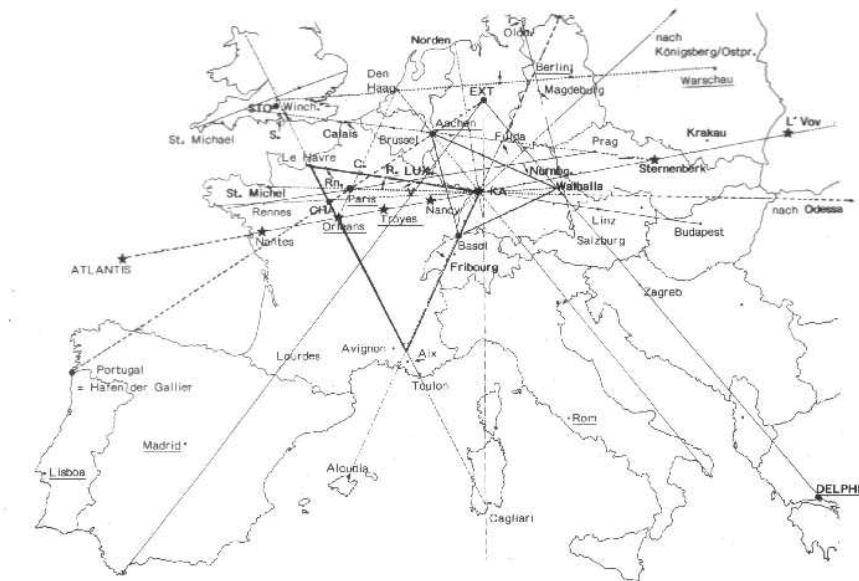 Olon.
Norden
nach
Königsberg/Ostpr.
Berlin
Warschau
Den
Haag
EXT
Magdeburg
STO
Winch.
L'Vov
St. Michael
S.
Calais
Aachen
Brussel
Fulda
Prag
Krakau
Le Havre
C.
R.
LUX.
Sternenberk
Nürnbg.
St. Michel
Rn.
Paris
KA
Walhalla
Rennes
CHA
Troyes
Nancy
nach Odessa
Orleans
Linz
Budapest
Nantes
Basel
Salzburg
ATLANTIS
Fribourg
Zagreb
Avignon
Aix
Lourdes
Portugal
Toulon
= Hafen der Gallier
Rom
Madrid
Lisboa
Alcudia
DELPHI
Cagliari